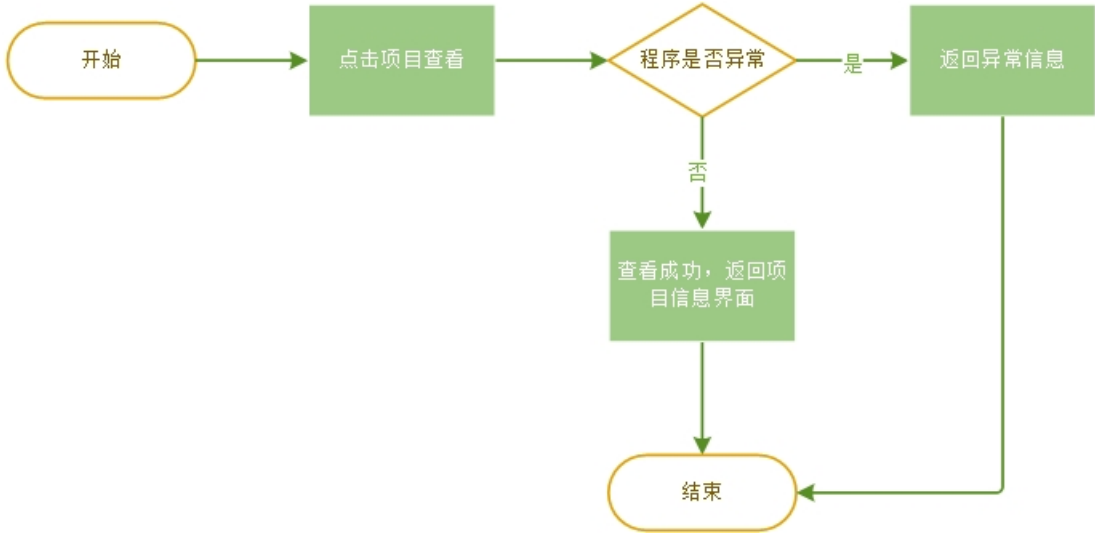 开始
点击项目查看
程序是否异常
是
返回异常信息
否
查看成功，返回项
目信息界面
结束